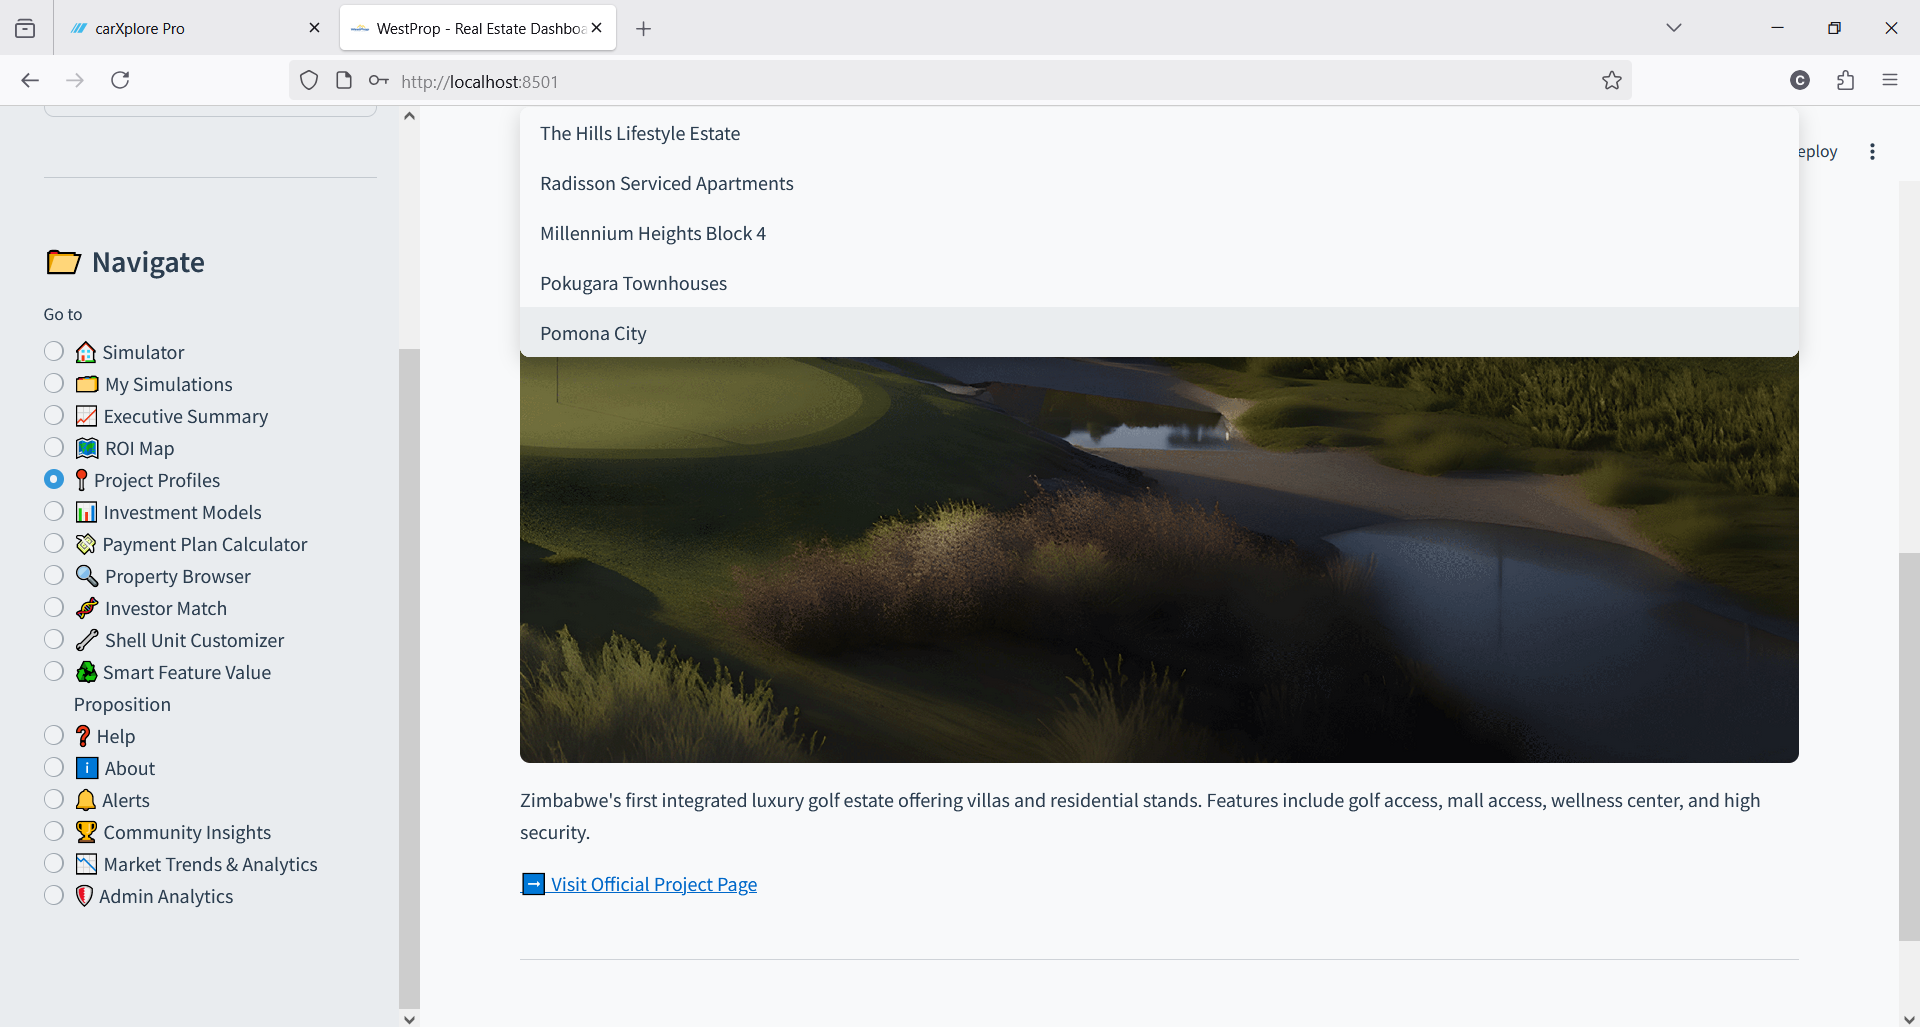 carXplore Pro
WestProp - Real Estate Dashboa
http://localhost:8501
C
Navigate
Go to
Simulator
My Simulations
Executive Summary
ROI Map
Project Profiles
Investment Models
Payment Plan Calculator
Property Browser
Investor Match
Shell Unit Customizer
Smart Feature Value
Proposition
Help
About
Alerts
Community Insights
Market Trends & Analytics
Admin Analytics
The Hills Lifestyle Estate
Radisson Serviced Apartments
Millennium Heights Block 4
Pokugara Townhouses
Pomona City
eploy
Zimbabwe's first integrated luxury golf estate offering villas and residential stands. Features include golf access, mall access, wellness center, and high
security.
Visit Official Project Page